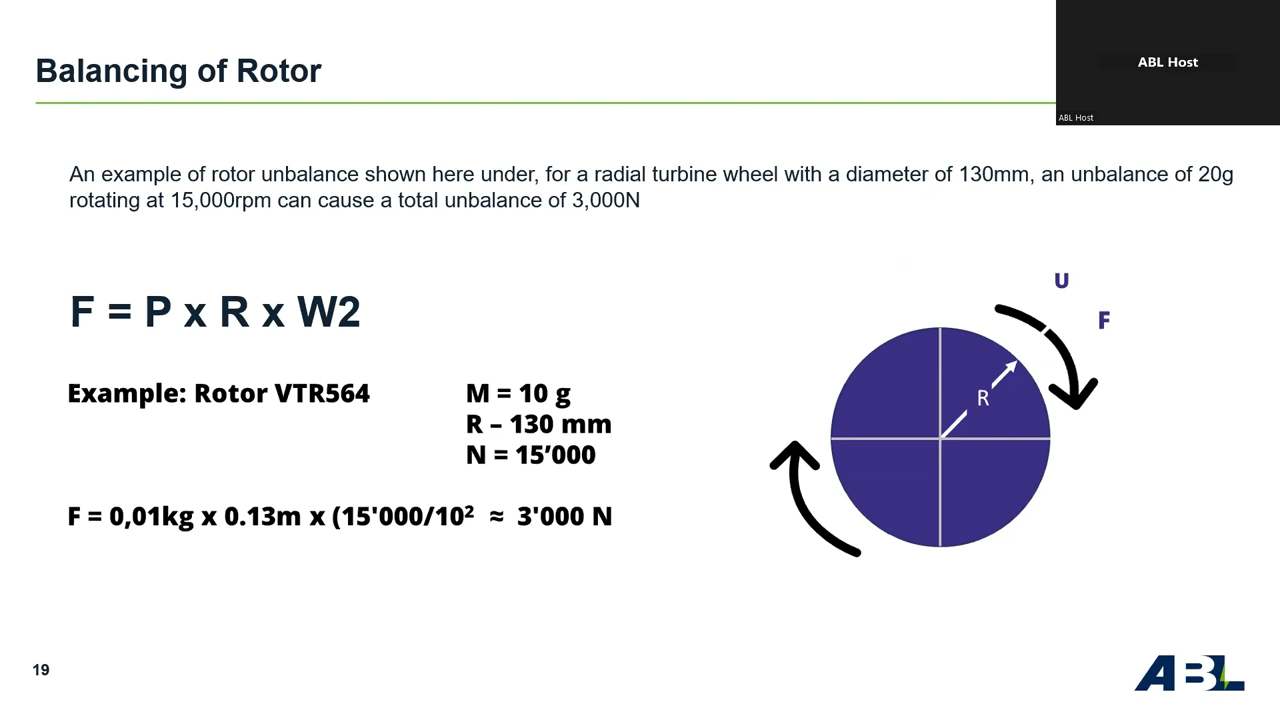 Balancing of Rotor
ABL Host
ABL Host
An example of rotor unbalance shown here under, for a radial turbine wheel with a diameter of 130mm, an unbalance of 20g
rotating at 15,000rpm can cause a total unbalance of 3,000N
F = P x R x W2
Example: Rotor VTR564
M = 10 g
R – 130 mm
N = 15’000
F = 0,01kg x 0.13m x (15'000/10² ≈ 3'000 N
U
F
R
19
ABL